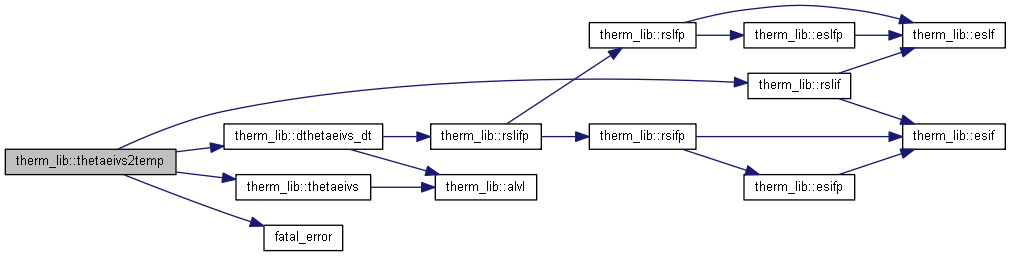 therm_lib::thetaeivs2temp
therm_lib::dthetaeivs_dt
therm_lib::thetaeivs
fatal_error
therm_lib::rslifp
therm_lib::alvl
therm_lib::rslfp
therm_lib::rsifp
therm_lib::eslfp
therm_lib::rslif
therm_lib::esifp
therm_lib::eslf
therm_lib::esif